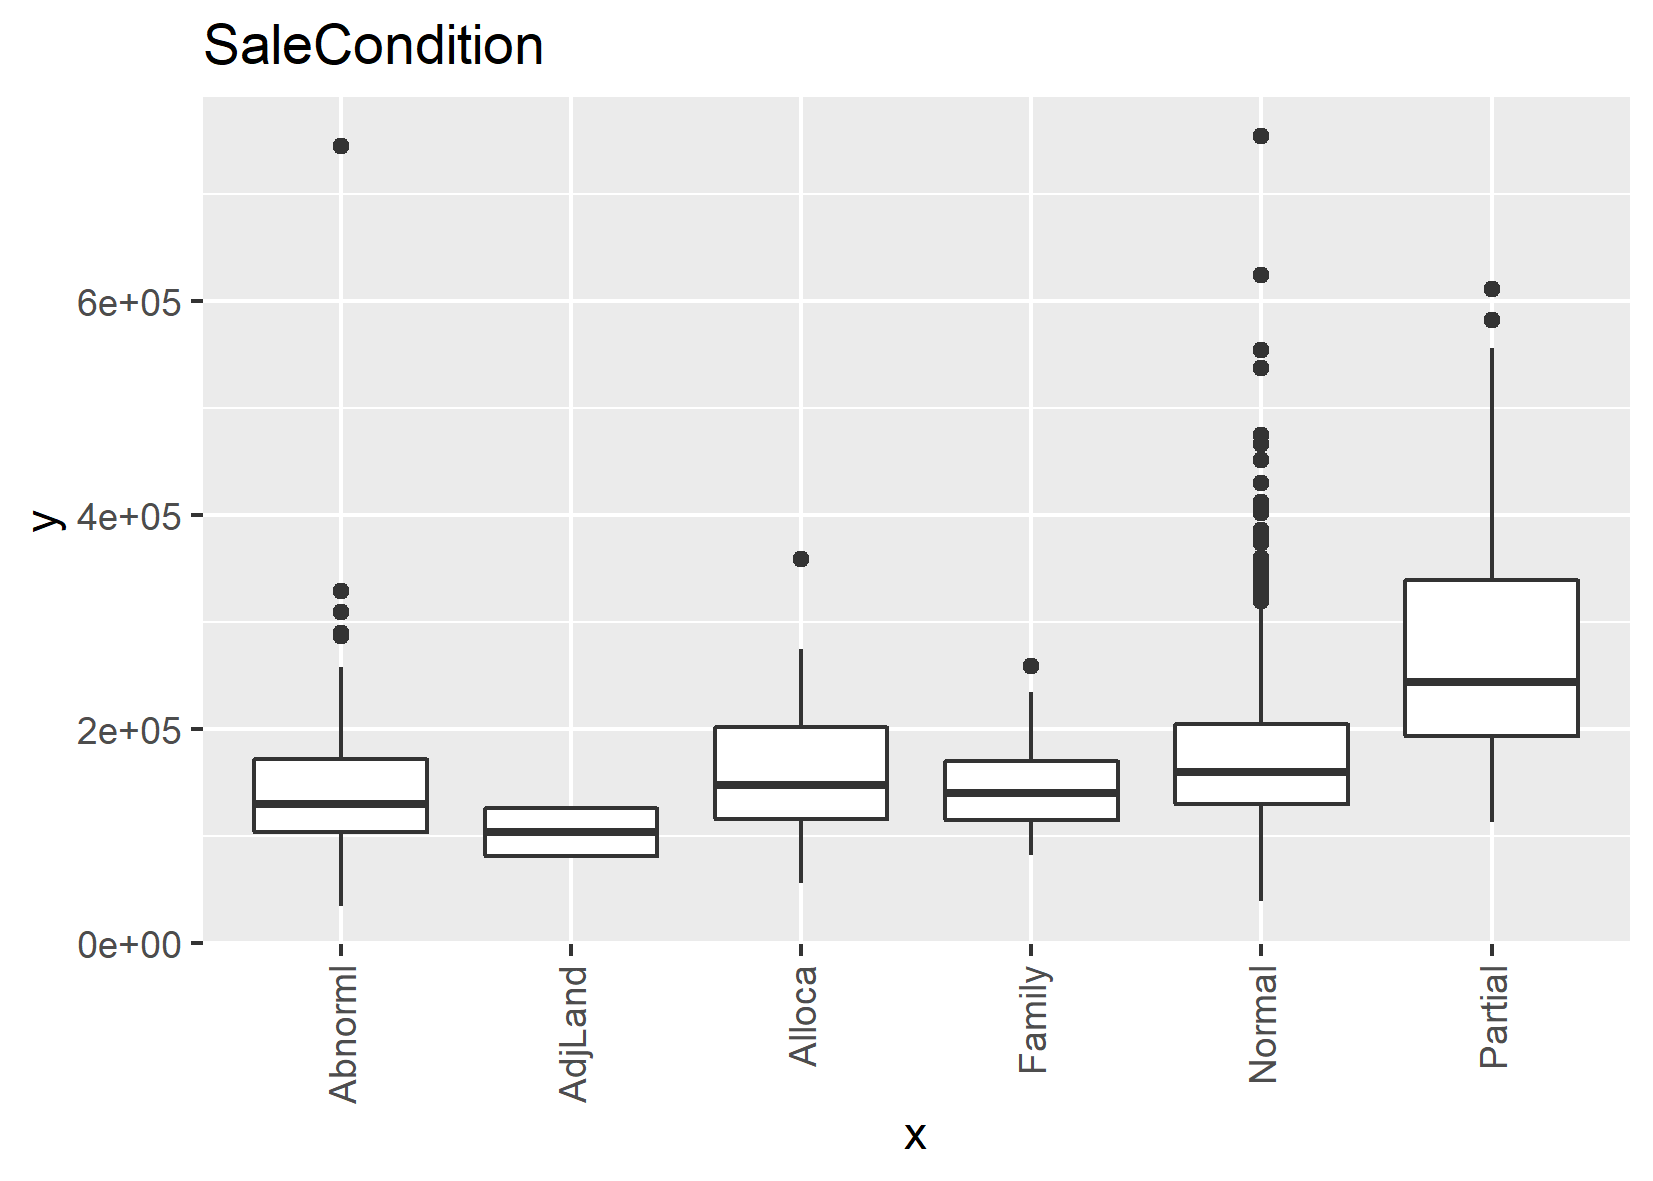 SaleCondition
y
6e+05
4e+05
2e+05
0e+00
Abnorml
AdjLand
Alloca
Family
Normal
Partial
x